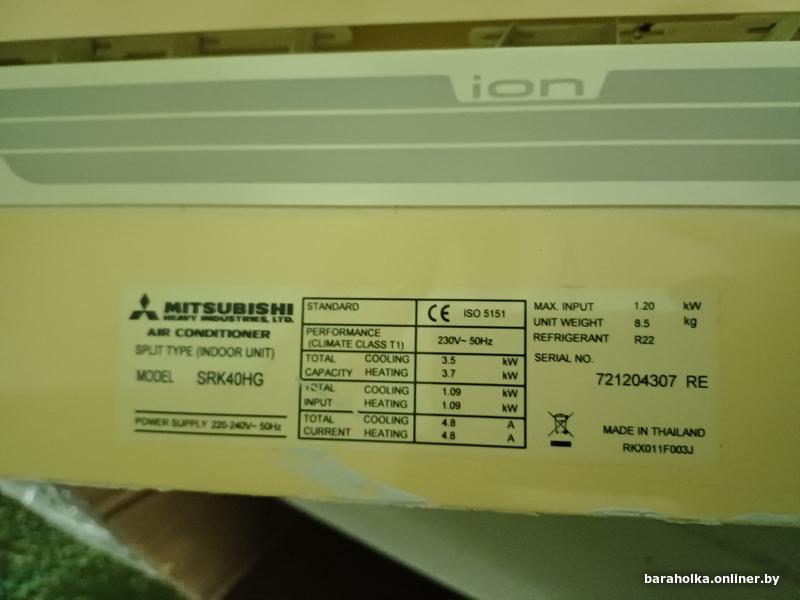 ion
MITSUBISHI
HEAVY INDUSTRIES, LTD.
AIR CONDITIONER
SPLIT TYPE (INDOOR UNIT)
MODEL SRK40HG
POWER SUPPLY 220-240V~ 50Hz
STANDARD CE ISO 5151
PERFORMANCE
(CLIMATE CLASS T1) 230V~ 50Hz
TOTAL COOLING 3.5 kW
CAPACITY HEATING 3.7 kW
TOTAL COOLING 1.09 kW
INPUT HEATING 1.09 kW
TOTAL COOLING 4.8 A
CURRENT HEATING 4.8 A
MAX. INPUT 1.20 kW
UNIT WEIGHT 8.5 kg
REFRIGERANT R22
SERIAL NO.
721204307 RE
MADE IN THAILAND
RKX011F003J
baraholka.onliner.by